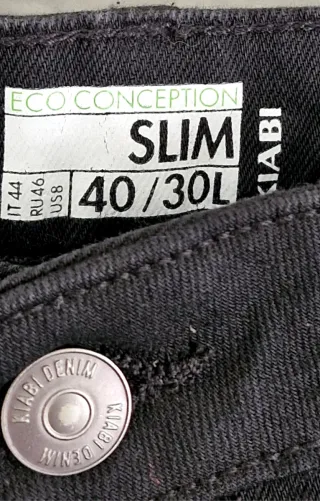 ECO CONCEPTION
SLIM
IT 44
RU 46
US 8
40/30L
KIABI
KIABI DENIM
KIABI DENIM